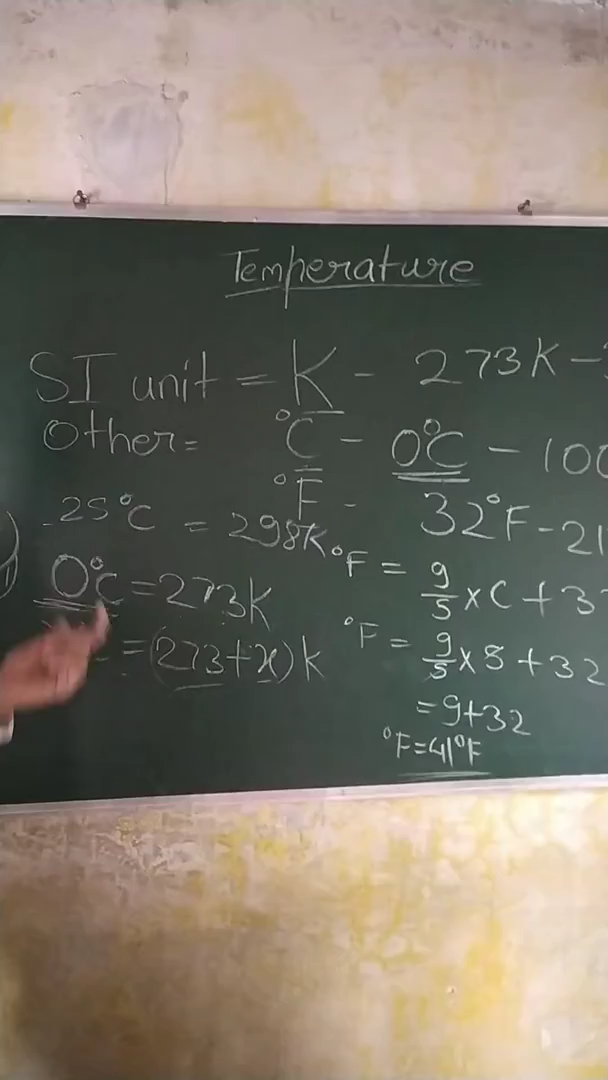 Temperature
SI unit = K - 273K -
Other = °C - 0°C - 100
°F - 32°F - 21
25°C = 298K
0°C = 273K
= (273+x)k
°F = 9/5 × C + 3
°F = 9/5 × 5 + 32
= 9+32
°F = 41°F